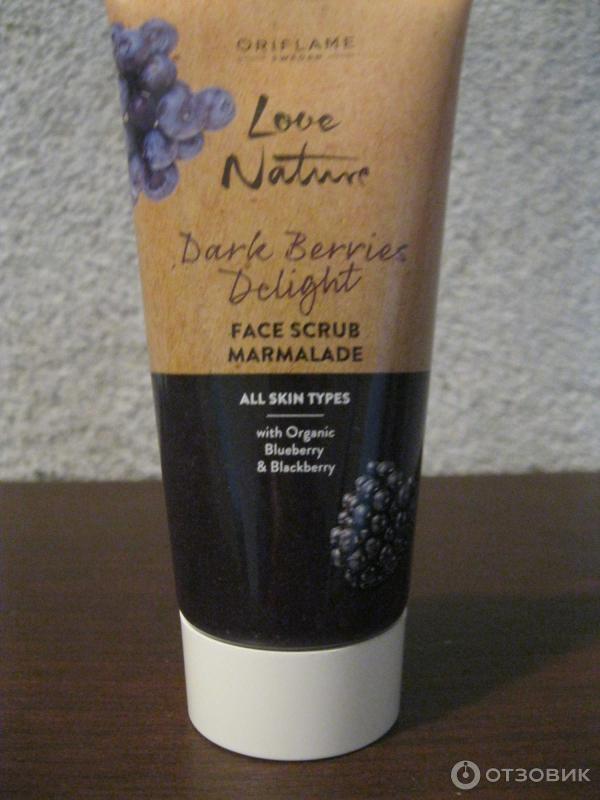 ORIFLAME
SWEDEN
Love
Nature
Dark Berries
Delight
FACE SCRUB
MARMALADE
ALL SKIN TYPES
with Organic
Blueberry
& Blackberry
ОТЗОВИК